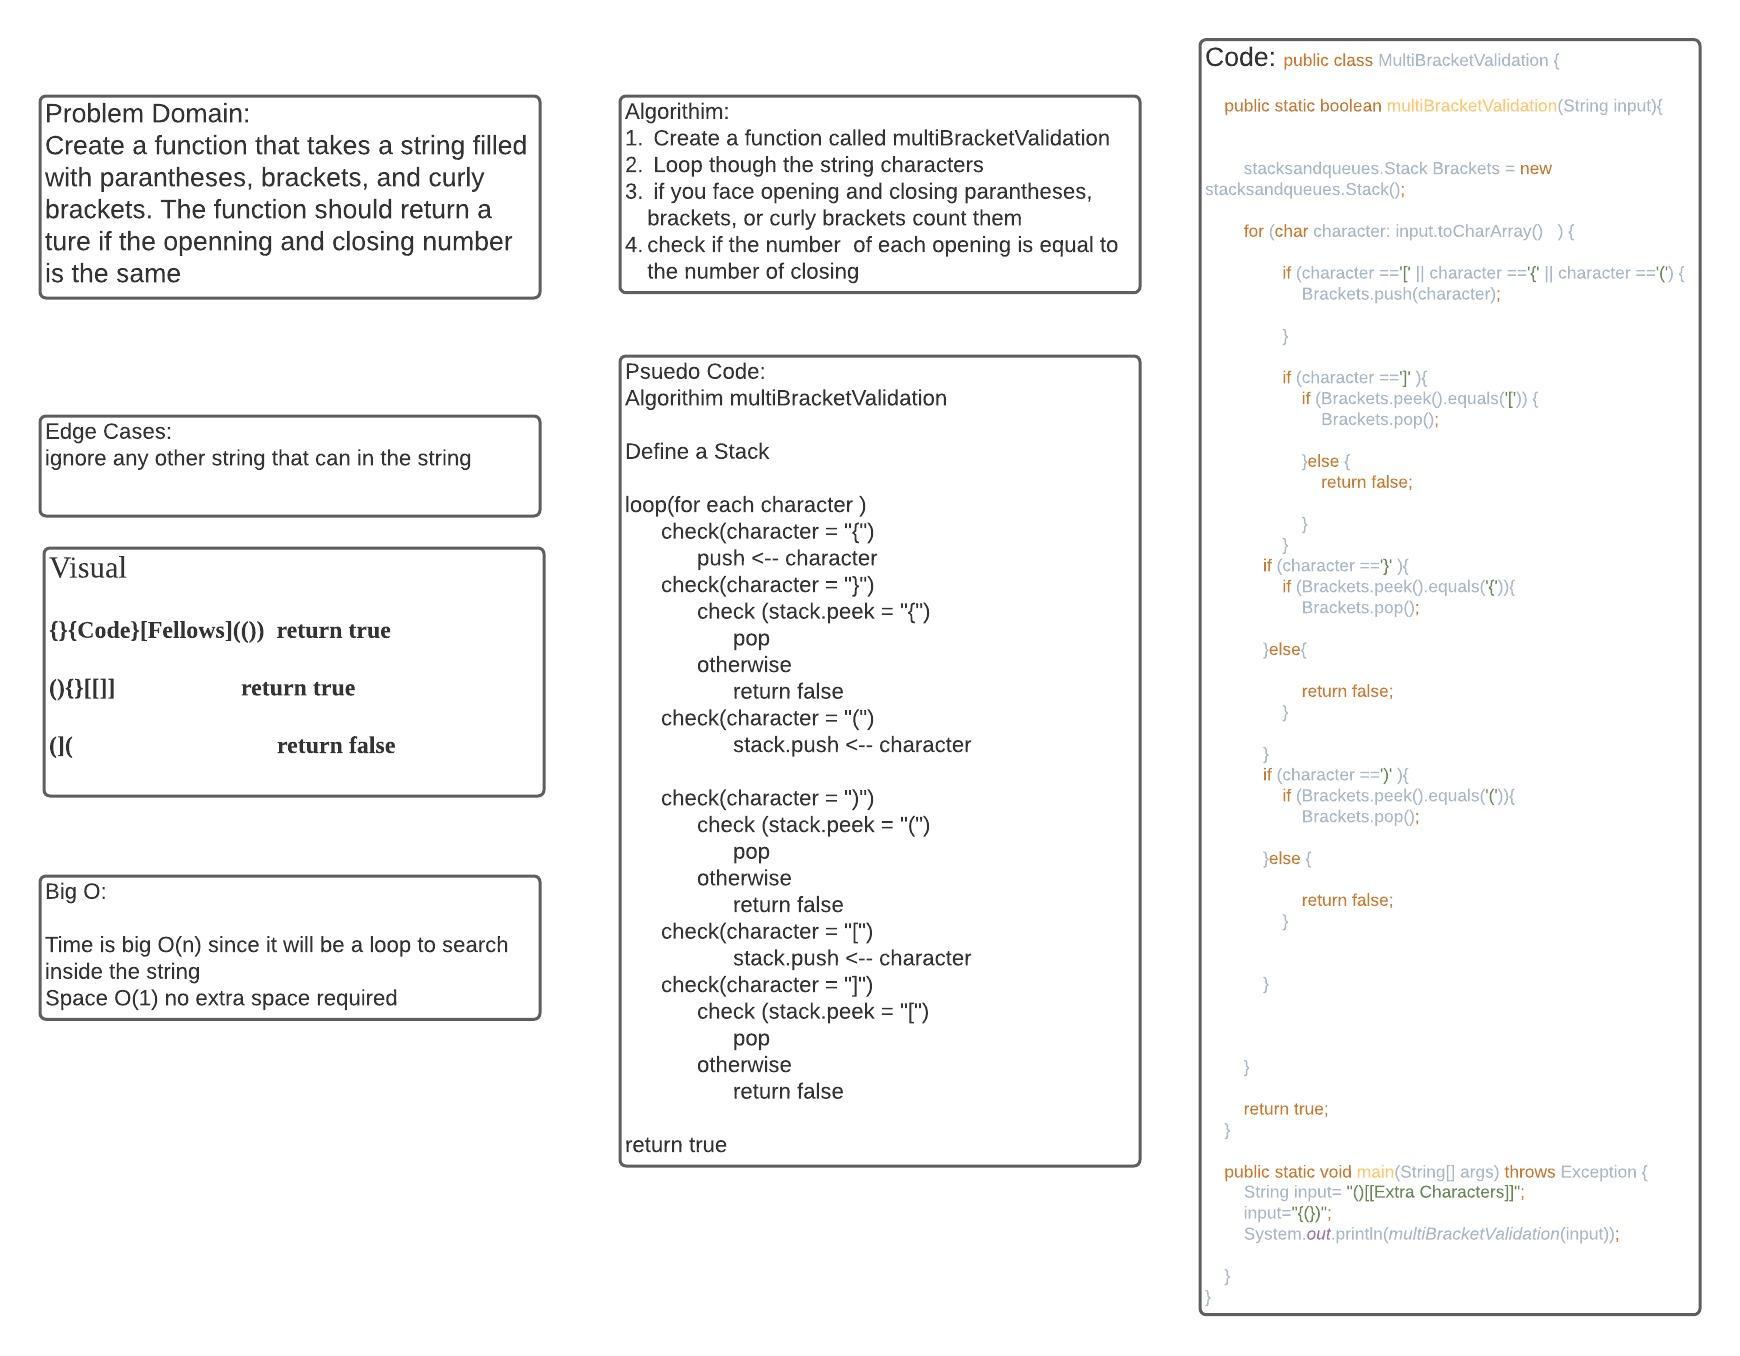 Problem Domain:
Create a function that takes a string filled
with parantheses, brackets, and curly
brackets. The function should return a
ture if the openning and closing number
is the same
Edge Cases:
ignore any other string that can in the string
Visual
{}{Code}[Fellows](()) return true
(){}[[]] return true
(]( return false
Big O:
Time is big O(n) since it will be a loop to search
inside the string
Space O(1) no extra space required
Algorithim:
1. Create a function called multiBracketValidation
2. Loop though the string characters
3. if you face opening and closing parantheses,
brackets, or curly brackets count them
4. check if the number of each opening is equal to
the number of closing
Psuedo Code:
Algorithim multiBracketValidation
Define a Stack
loop(for each character )
check(character = "{")
push <-- character
check(character = "}")
check (stack.peek = "{")
pop
otherwise
return false
check(character = "(")
stack.push <-- character
check(character = ")")
check (stack.peek = "(")
pop
otherwise
return false
check(character = "[")
stack.push <-- character
check(character = "]")
check (stack.peek = "[")
pop
otherwise
return false
return true
Code: public class MultiBracketValidation {
public static boolean multiBracketValidation(String input){
stacksandqueues.Stack Brackets = new
stacksandqueues.Stack();
for (char character: input.toCharArray() ) {
if (character =='[' || character =='{' || character =='(') {
Brackets.push(character);
}
if (character ==']' ){
if (Brackets.peek().equals('[')) {
Brackets.pop();
}else {
return false;
}
}
if (character =='}' ){
if (Brackets.peek().equals('{')){
Brackets.pop();
}else{
return false;
}
}
if (character ==')' ){
if (Brackets.peek().equals('(')){
Brackets.pop();
}else {
return false;
}
}
}
return true;
}
public static void main(String[] args) throws Exception {
String input= "()[[Extra Characters]]";
input="{(})";
System.out.println(multiBracketValidation(input));
}
}